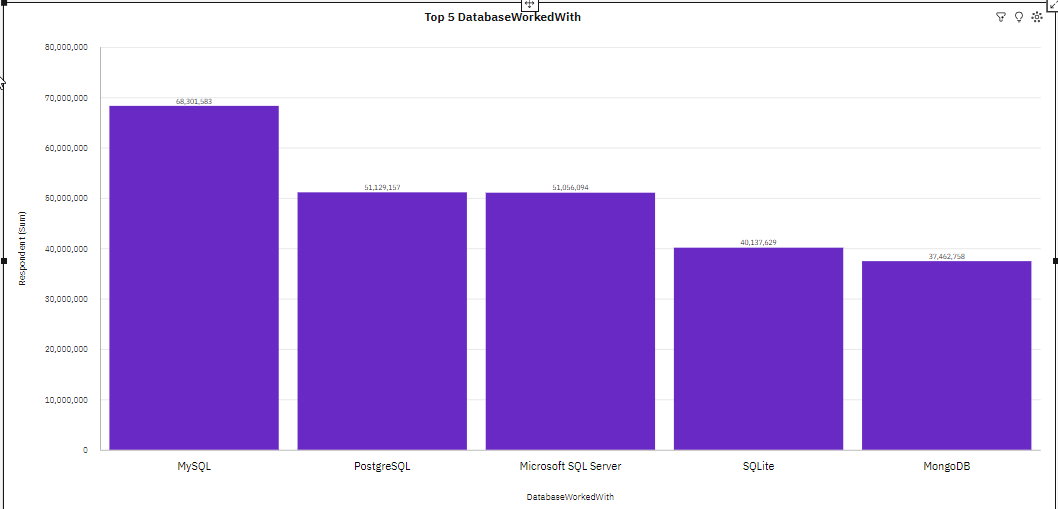 Top 5 DatabaseWorkedWith
80,000,000
70,000,000
60,000,000
50,000,000
40,000,000
30,000,000
20,000,000
10,000,000
0
Respondent (Sum)
68,301,583
51,129,157
51,056,094
40,137,629
37,462,758
MySQL
PostgreSQL
Microsoft SQL Server
SQLite
MongoDB
DatabaseWorkedWith